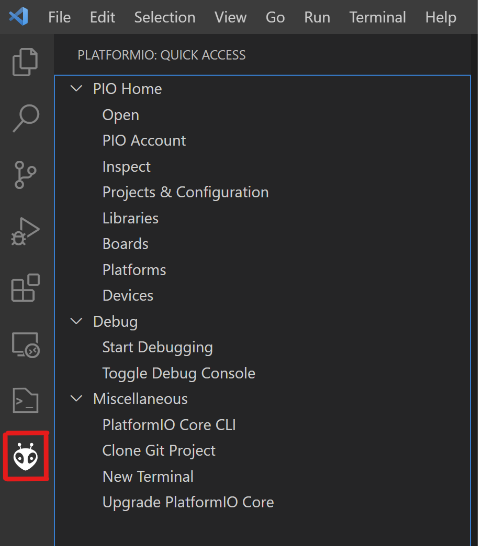 File Edit Selection View Go Run Terminal Help
PLATFORMIO: QUICK ACCESS
PIO Home
Open
PIO Account
Inspect
Projects & Configuration
Libraries
Boards
Platforms
Devices
Debug
Start Debugging
Toggle Debug Console
Miscellaneous
PlatformIO Core CLI
Clone Git Project
New Terminal
Upgrade PlatformIO Core